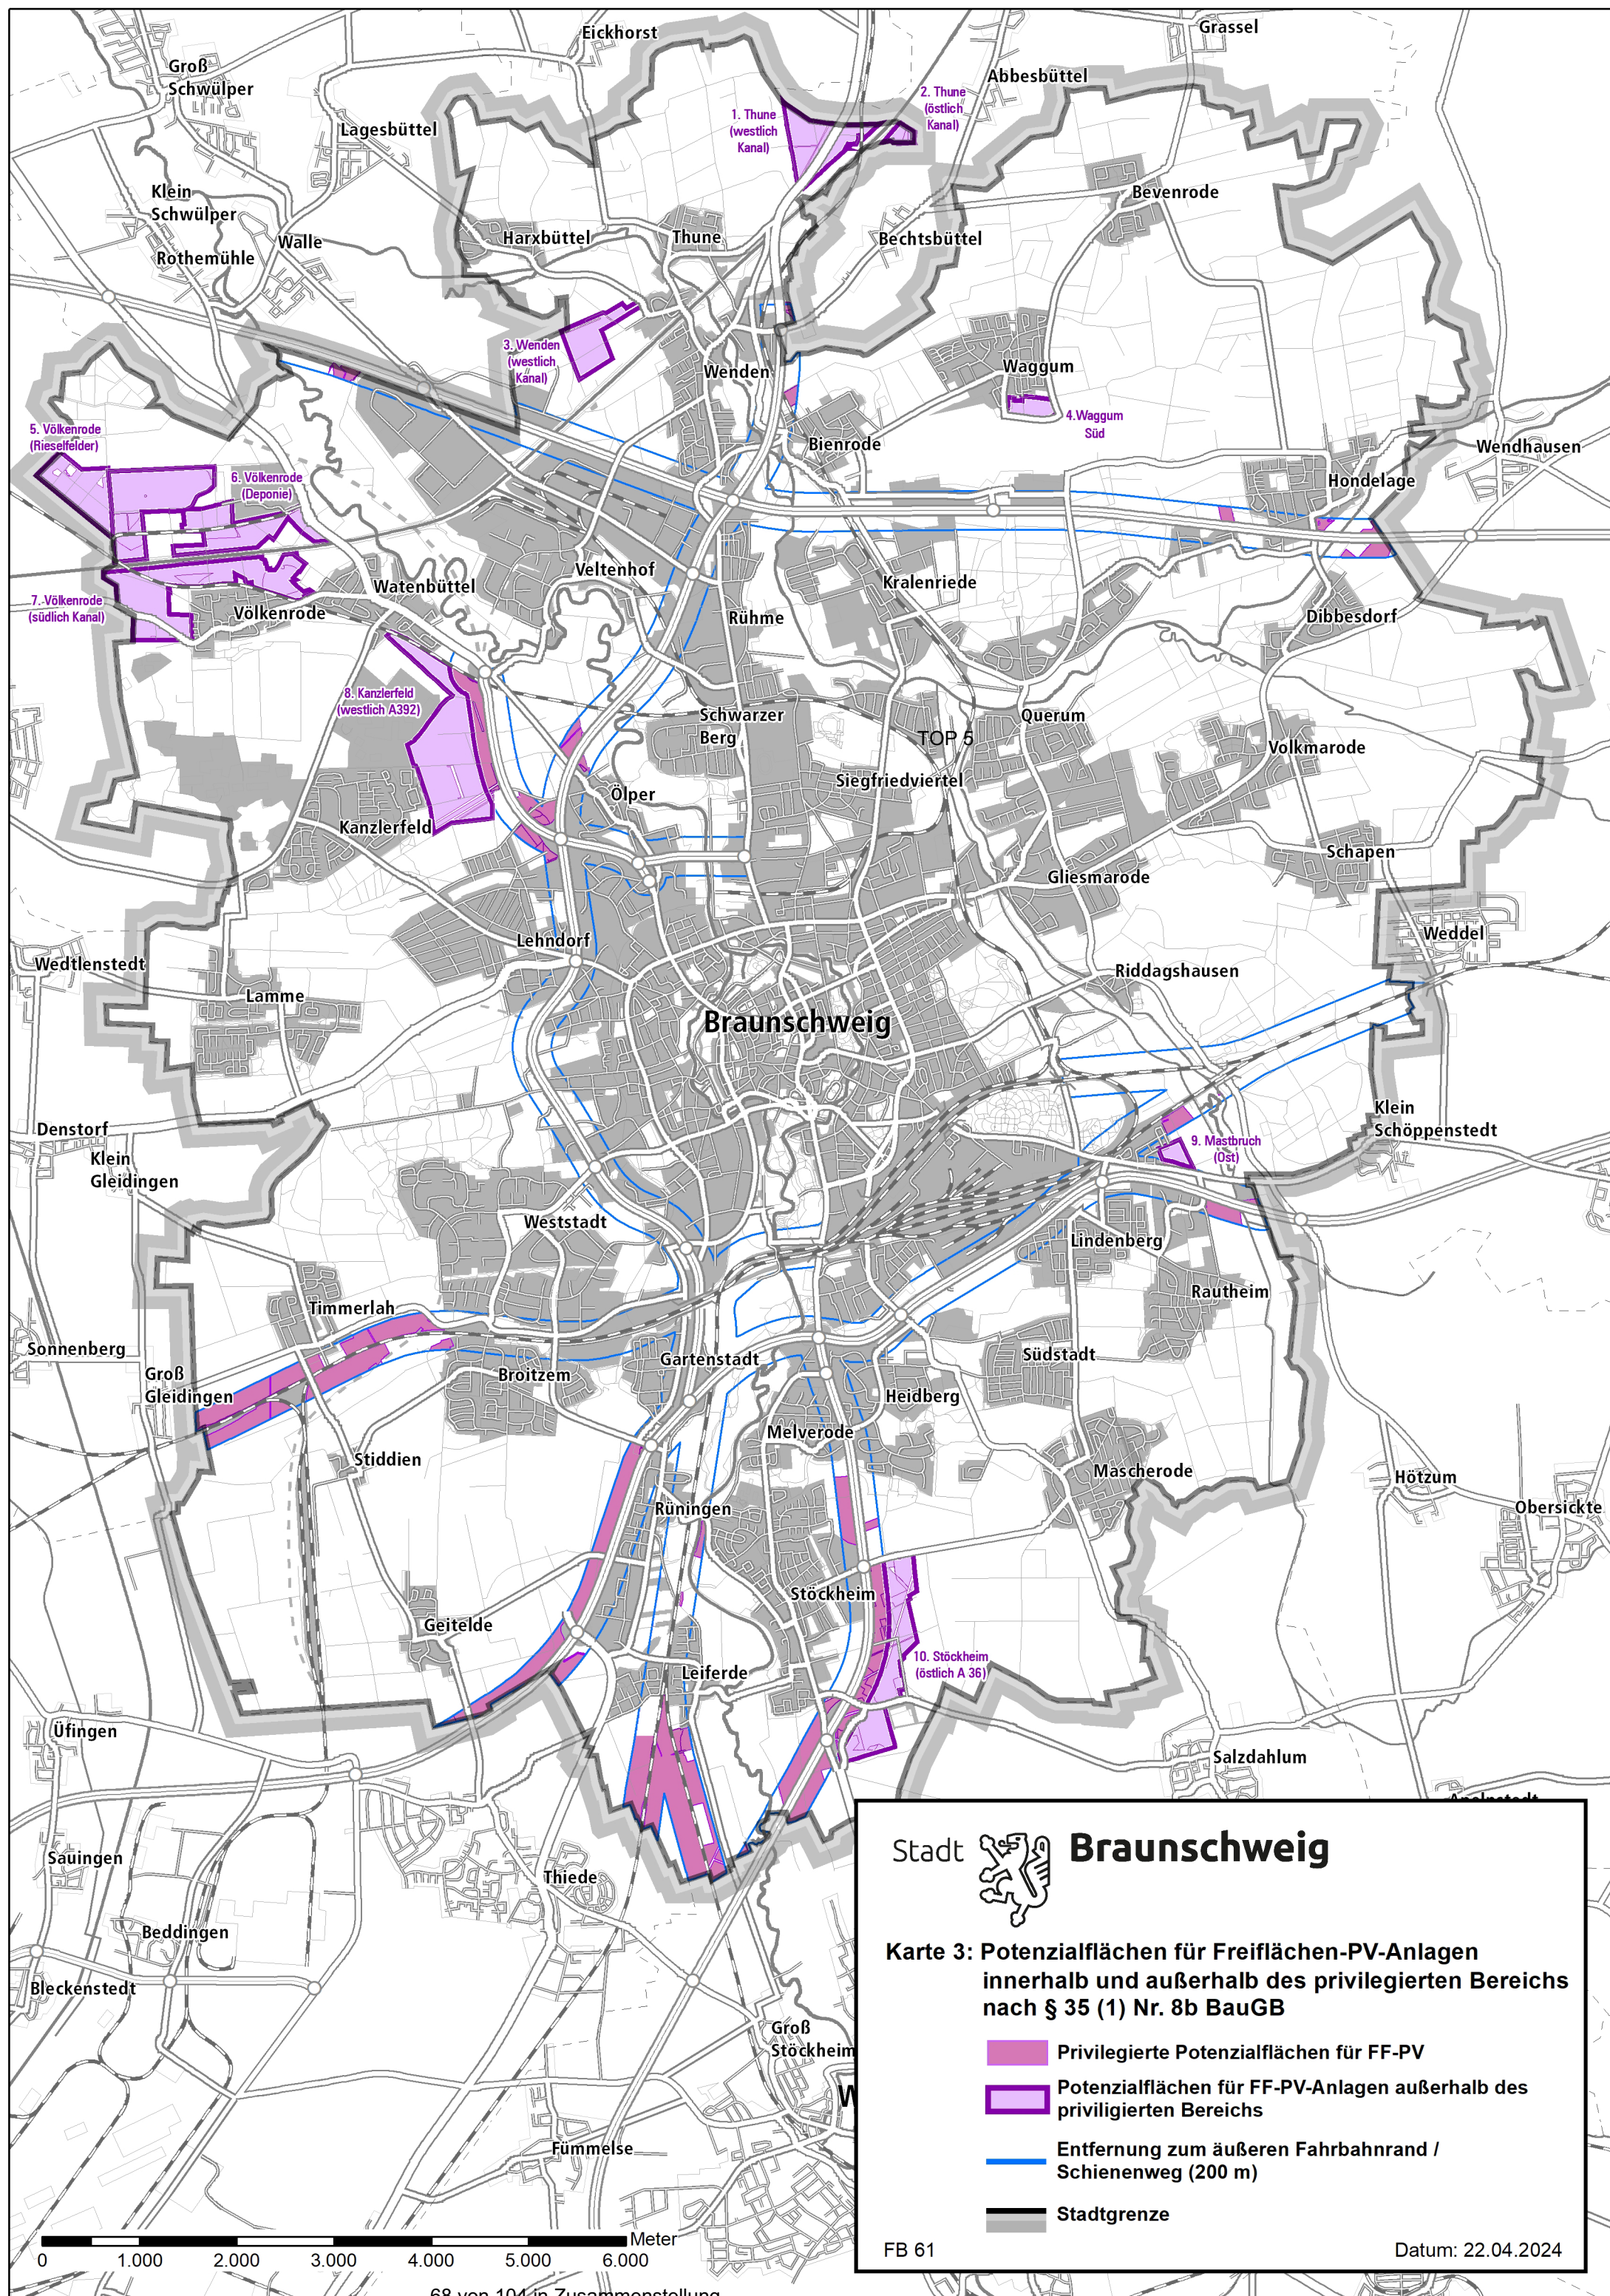 Eickhorst
Grassel
Groß
Schwülper
Abbesbüttel
Lagesbüttel
1. Thune
(westlich
Kanal)
2. Thune
(östlich
Kanal)
Klein
Schwülper
Bevenrode
Walle
Rothemühle
Harxbüttel
Thune
Bechtsbüttel
3. Wenden
(westlich
Kanal)
Wenden
Waggum
4.Waggum
Süd
5. Völkenrode
(Rieselfelder)
Bienrode
Wendhausen
6. Völkenrode
(Deponie)
Hondelage
Veltenhof
Watenbüttel
Kralenriede
7. Völkenrode
(südlich Kanal)
Völkenrode
Rühme
Dibbesdorf
8. Kanzlerfeld
(westlich A392)
Schwarzer
Berg
Querum
TOP 5
Volkmarode
Siegfriedviertel
Ölper
Kanzlerfeld
Schapen
Gliesmarode
Lehndorf
Weddel
Wedtlenstedt
Riddagshausen
Lamme
Braunschweig
Denstorf
Klein
Schöppenstedt
Klein
Gleidingen
9. Mastbruch
(Ost)
Weststadt
Lindenberg
Rautheim
Timmerlah
Sonnenberg
Gartenstadt
Südstadt
Groß
Gleidingen
Broitzem
Heidberg
Melverode
Stiddien
Mascherode
Hötzum
Rüningen
Obersickte
Stöckheim
Geitelde
10. Stöckheim
(östlich A 36)
Leiferde
Üfingen
Salzdahlum
Sauingen
Thiede
Beddingen
Bleckenstedt
Groß
Stöckheim
W
Fümmelse
Stadt Braunschweig
Karte 3: Potenzialflächen für Freiflächen-PV-Anlagen
innerhalb und außerhalb des privilegierten Bereichs
nach § 35 (1) Nr. 8b BauGB
Privilegierte Potenzialflächen für FF-PV
Potenzialflächen für FF-PV-Anlagen außerhalb des
priviligierten Bereichs
Entfernung zum äußeren Fahrbahnrand /
Schienenweg (200 m)
Stadtgrenze
FB 61
Datum: 22.04.2024
Meter
0 1.000 2.000 3.000 4.000 5.000 6.000
68 von 104 in Zusammenstellung